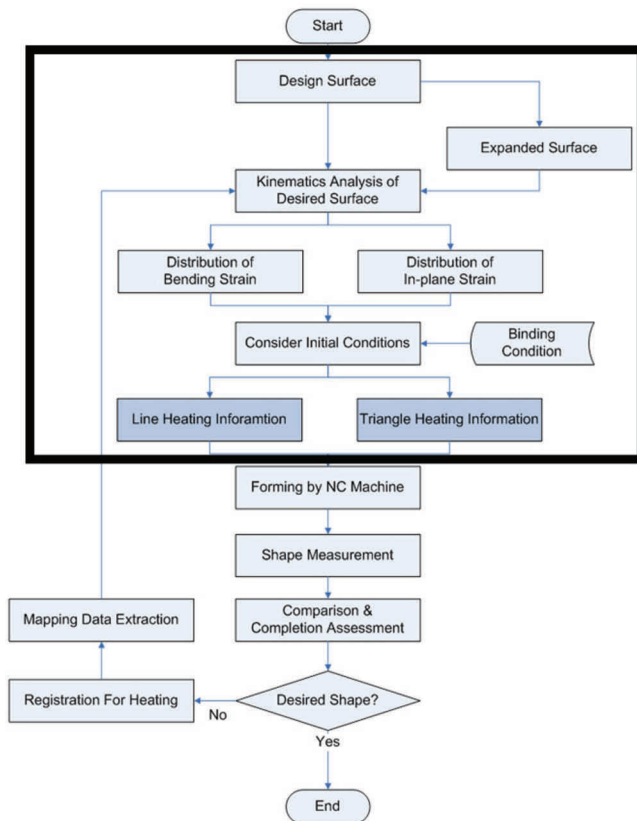 Start
Design Surface
Expanded Surface
Kinematics Analysis of
Desired Surface
Distribution of
Bending Strain
Distribution of
In-plane Strain
Consider Initial Conditions
Binding
Condition
Line Heating Inforamtion
Triangle Heating Information
Forming by NC Machine
Shape Measurement
Comparison &
Completion Assessment
Mapping Data Extraction
Desired Shape?
Registration For Heating
No
Yes
End